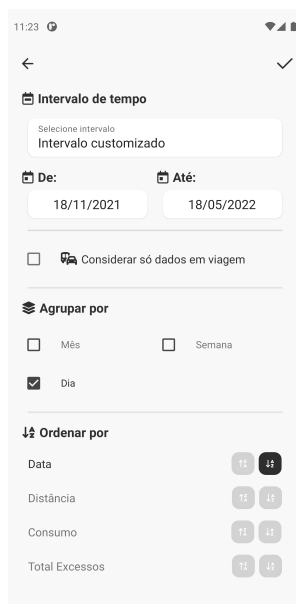 11:23
Intervalo de tempo
Selecione intervalo
Intervalo customizado
De: Até:
18/11/2021 18/05/2022
Considerar só dados em viagem
Agrupar por
Mês Semana
Dia
Ordenar por
Data
Distância
Consumo
Total Excessos